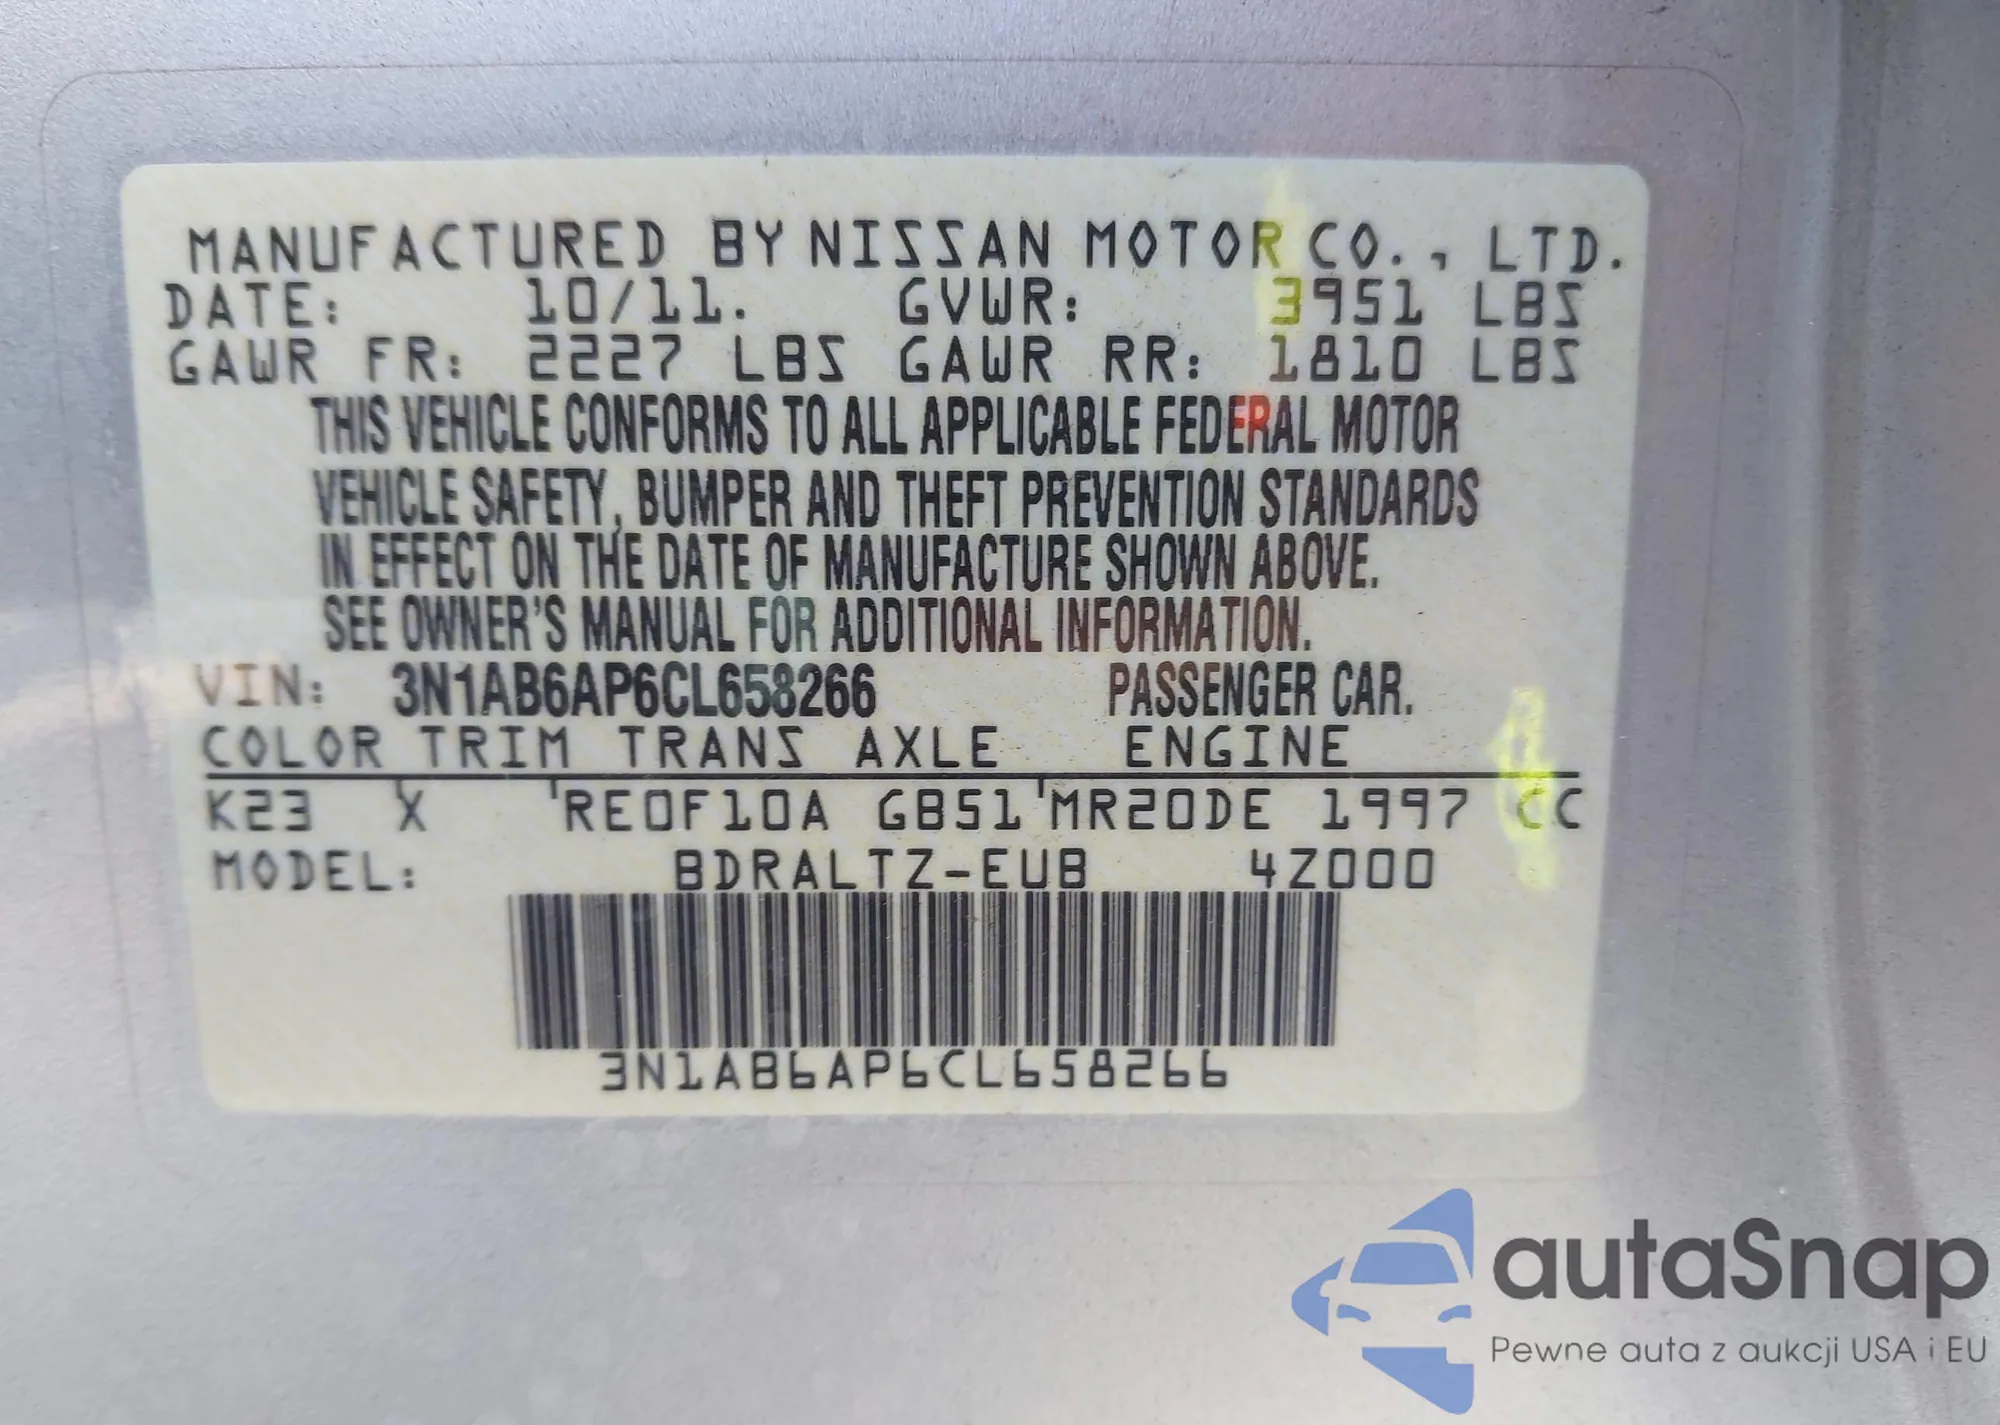 MANUFACTURED BY NISSAN MOTOR CO., LTD.
DATE: 10/11. GVWR: 3951 LBS
GAWR FR: 2227 LBS GAWR RR: 1810 LBS
THIS VEHICLE CONFORMS TO ALL APPLICABLE FEDERAL MOTOR
VEHICLE SAFETY, BUMPER AND THEFT PREVENTION STANDARDS
IN EFFECT ON THE DATE OF MANUFACTURE SHOWN ABOVE.
SEE OWNER'S MANUAL FOR ADDITIONAL INFORMATION.
VIN: 3N1AB6AP6CL658266 PASSENGER CAR.
COLOR TRIM TRANS AXLE ENGINE
K23 X RE0F10A GB51 MR20DE 1997 CC
MODEL: BDRALTZ-EUB 4Z000
3N1AB6AP6CL658266
autaSnap
Pewne auta z aukcji USA i EU